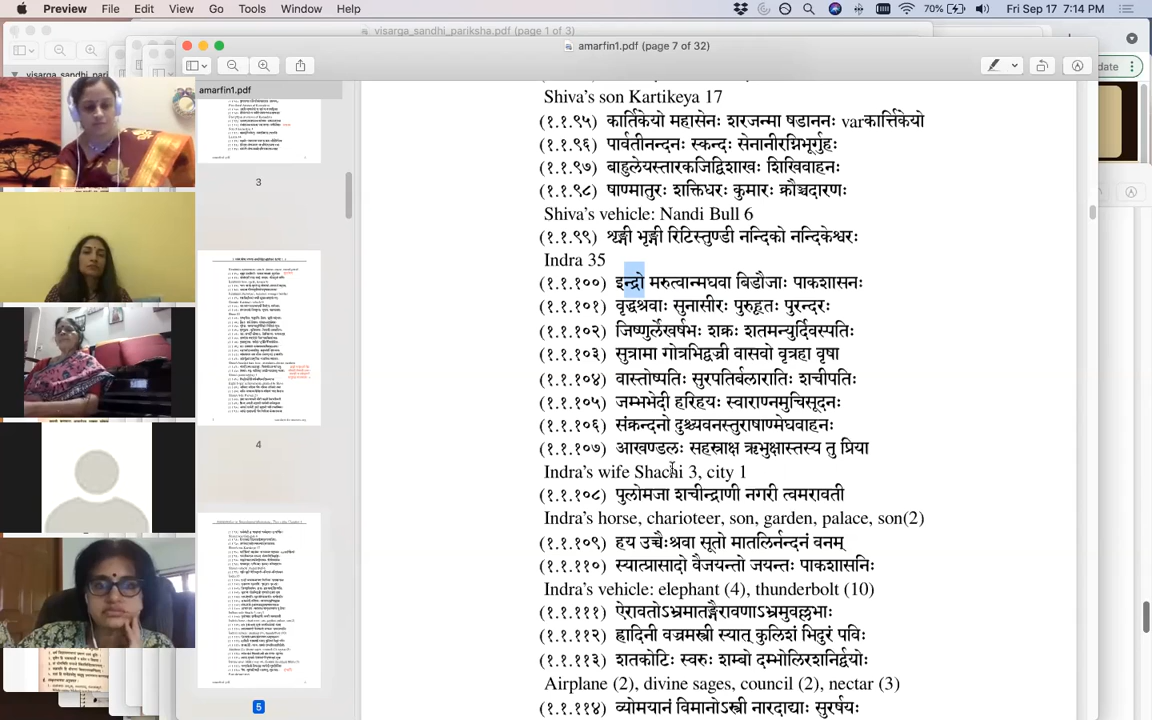 Preview File Edit View Go Tools Window Help 70% Fri Sep 17 7:14 PM
visarga_sandhi_pariksha.pdf (page 1 of 3)
amarfin1.pdf (page 7 of 32)
visarga_sandhi_pari
date
amarfin1.pdf
3
4
5
Shiva's son Kartikeya 17
(१.१.९५) कार्तिकेयो महासेनः शरजन्मा षडाननः varकार्त्तिकेयो
(१.१.९६) पार्वतीनन्दनः स्कन्दः सेनानीरग्निभूर्गुहः
(१.१.९७) बाहुलेयस्तारकजिद्विशाखः शिखिवाहनः
(१.१.९८) षाण्मातुरः शक्तिधरः कुमारः क्रौञ्चदारणः
Shiva's vehicle: Nandi Bull 6
(१.१.९९) शृङ्गी भृङ्गी रिटिस्तुण्डी नन्दिको नन्दिकेश्वरः
Indra 35
(१.१.१००) इन्द्रो मरुत्वान्मघवा बिडौजाः पाकशासनः
(१.१.१०१) वृद्धश्रवाः सुनासीरः पुरुहूतः पुरन्दरः
(१.१.१०२) जिष्णुर्लेखर्षभः शक्रः शतमन्युर्दिवस्पतिः
(१.१.१०३) सुत्रामा गोत्रभिद्वज्री वासवो वृत्रहा वृषा
(१.१.१०४) वास्तोष्पतिः सुरपतिर्बलारातिः शचीपतिः
(१.१.१०५) जम्भभेदी हरिहयः स्वाराण्नमुचिसूदनः
(१.१.१०६) संक्रन्दनो दुश्च्यवनस्तुराषाण्मेघवाहनः
(१.१.१०७) आखण्डलः सहस्राक्ष ऋभुक्षास्तस्य तु प्रिया
Indra's wife Shachi 3, city 1
(१.१.१०८) पुलोमजा शचीन्द्राणी नगरी त्वमरावती
Indra's horse, charioteer, son, garden, palace, son(2)
(१.१.१०९) हय उच्चैःश्रवा सूतो मातलिर्नन्दनं वनम्
(१.१.११०) स्यात्प्रासादो वैजयन्तो जयन्तः पाकशासनिः
Indra's vehicle: elephant (4), thunderbolt (10)
(१.१.१११) ऐरावतोऽभ्रमातङ्गैरावणाऽभ्रमुवल्लभाः
(१.१.११२) ह्रादिनी वज्रमस्त्री स्यात् कुलिशं भिदुरं पविः
(१.१.११३) शतकोटिः स्वरुः शम्बो दम्भोलिरशनिर्द्वयोः
Airplane (2), divine sages, council (2), nectar (3)
(१.१.११४) व्योमयानं विमानोऽस्त्री नारदाद्याः सुरर्षयः